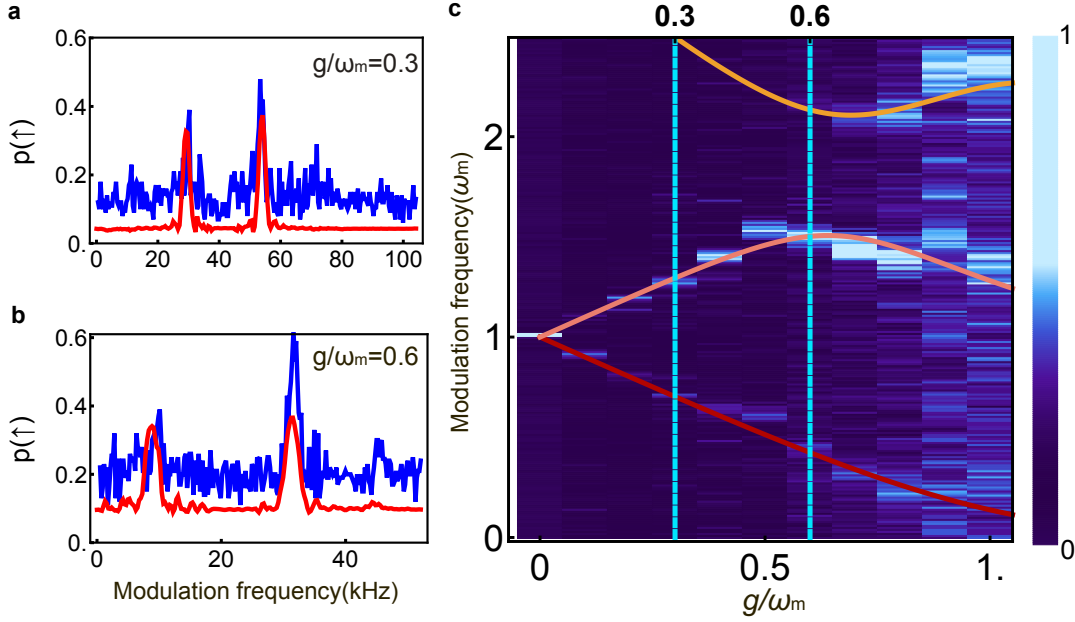 a
0.6
0.4
0.2
0.
p(↑)
g/ωm=0.3
0 20 40 60 80 100
b
0.6
0.4
0.2
0.
p(↑)
g/ωm=0.6
0 20 40
Modulation frequency(kHz)
c
0.3 0.6
Modulation frequency(ωm)
2
1
0
0 0.5 1.
g/ωm
1
0